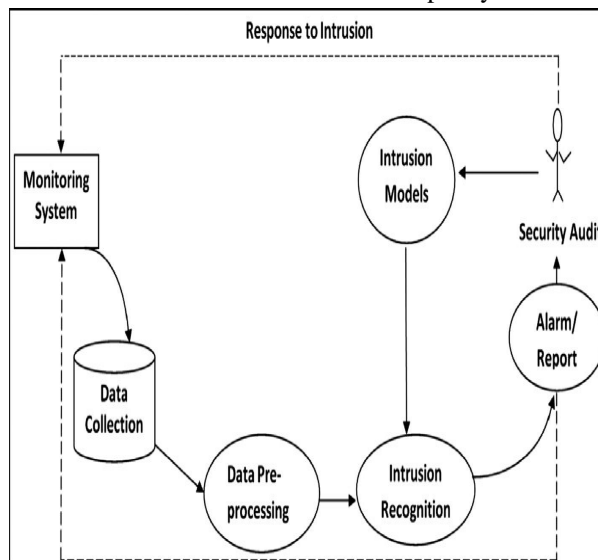 Response to Intrusion
Monitoring
System
Intrusion
Models
Security Audit
Alarm/
Report
Data
Collection
Data Pre-
processing
Intrusion
Recognition